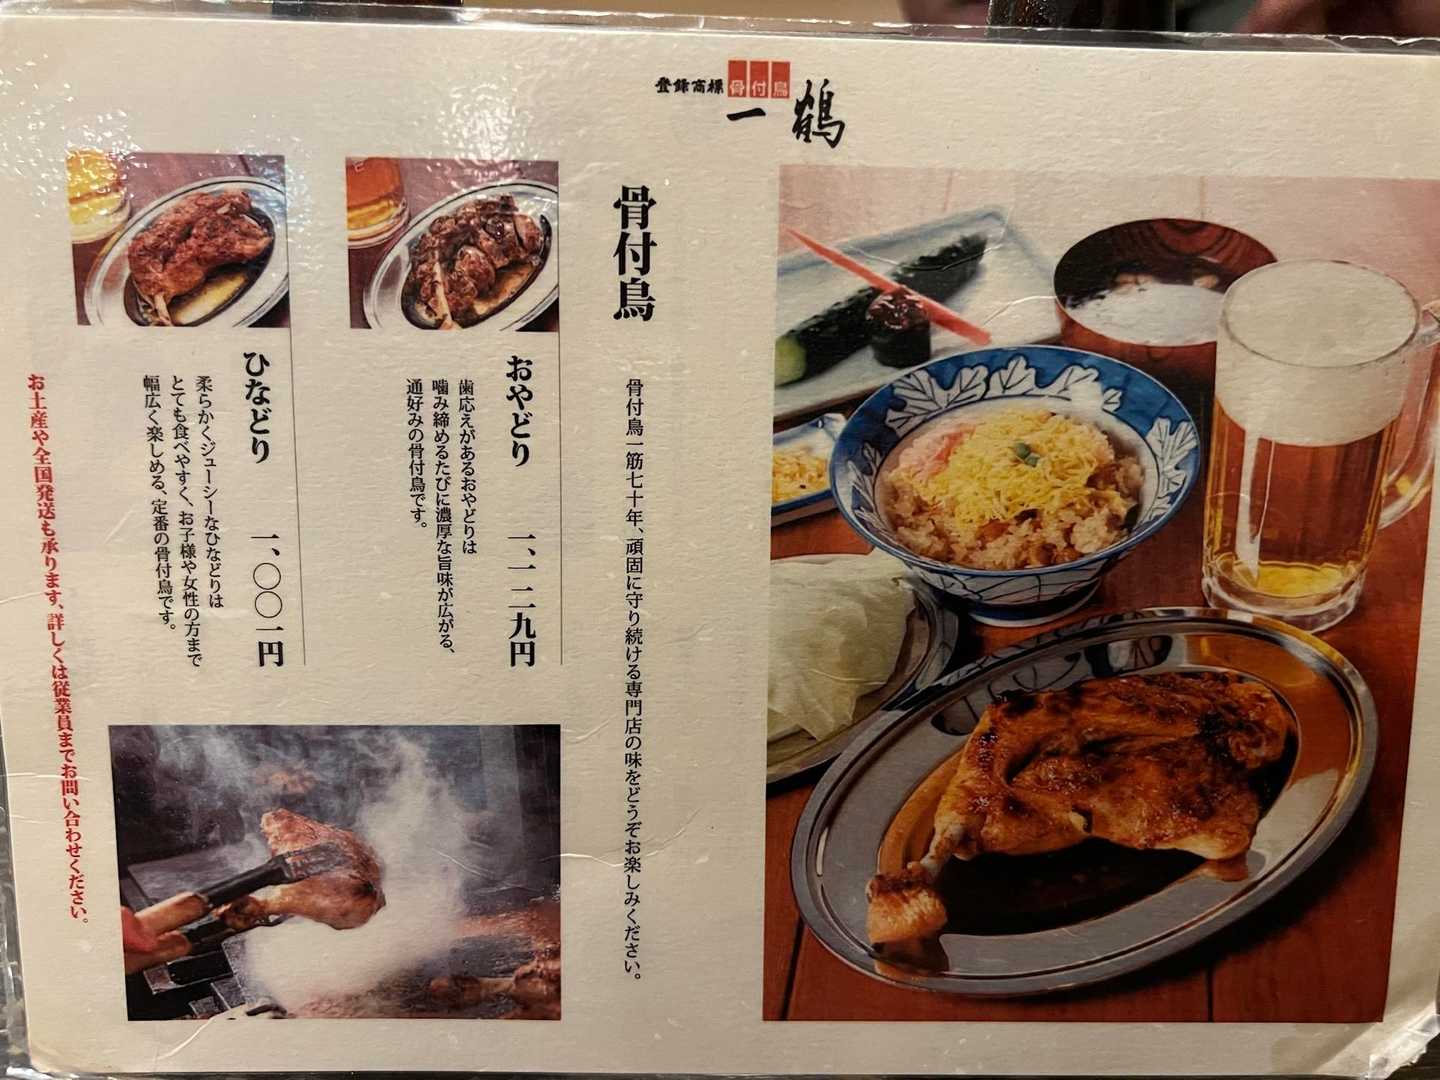 登録商標 骨付鳥
一鶴
骨付鳥
骨付鳥一筋七十年、頑固に守り続ける専門店の味をどうぞお楽しみください。
おやどり 一、一二九円
歯応えがあるおやどりは
噛み締めるたびに濃厚な旨味が広がる、
通好みの骨付鳥です。
ひなどり 一、〇〇一円
柔らかくジューシーなひなどりは
とても食べやすく、お子様や女性の方まで
幅広く楽しめる、定番の骨付鳥です。
お土産や全国発送も承ります、詳しくは従業員までお問い合わせください。